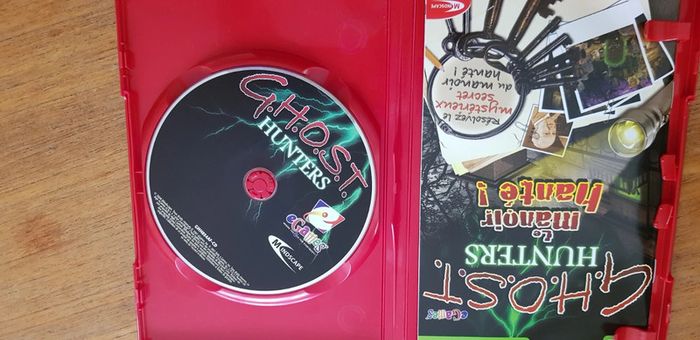 G.H.O.S.T.
HUNTERS
eGames
MINDSCAPE
eGames
G.H.O.S.T.
HUNTERS
Le
manoir
hanté !
Résolvez le
mystérieux
secret
du manoir
hanté !
MINDSCAPE